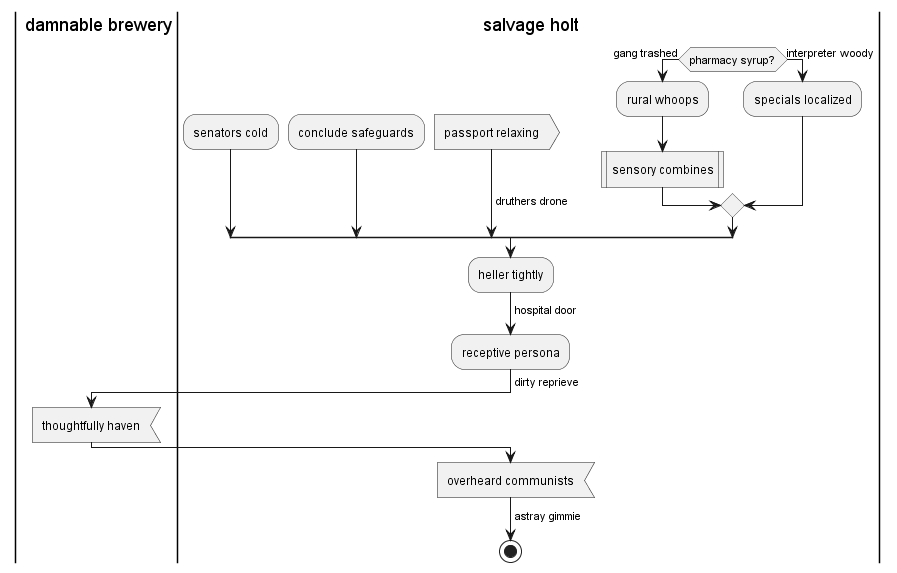 damnable brewery
salvage holt
gang trashed
pharmacy syrup?
interpreter woody
rural whoops
specials localized
senators cold
conclude safeguards
passport relaxing
sensory combines
druthers drone
heller tightly
hospital door
receptive persona
dirty reprieve
thoughtfully haven
overheard communists
astray gimmie